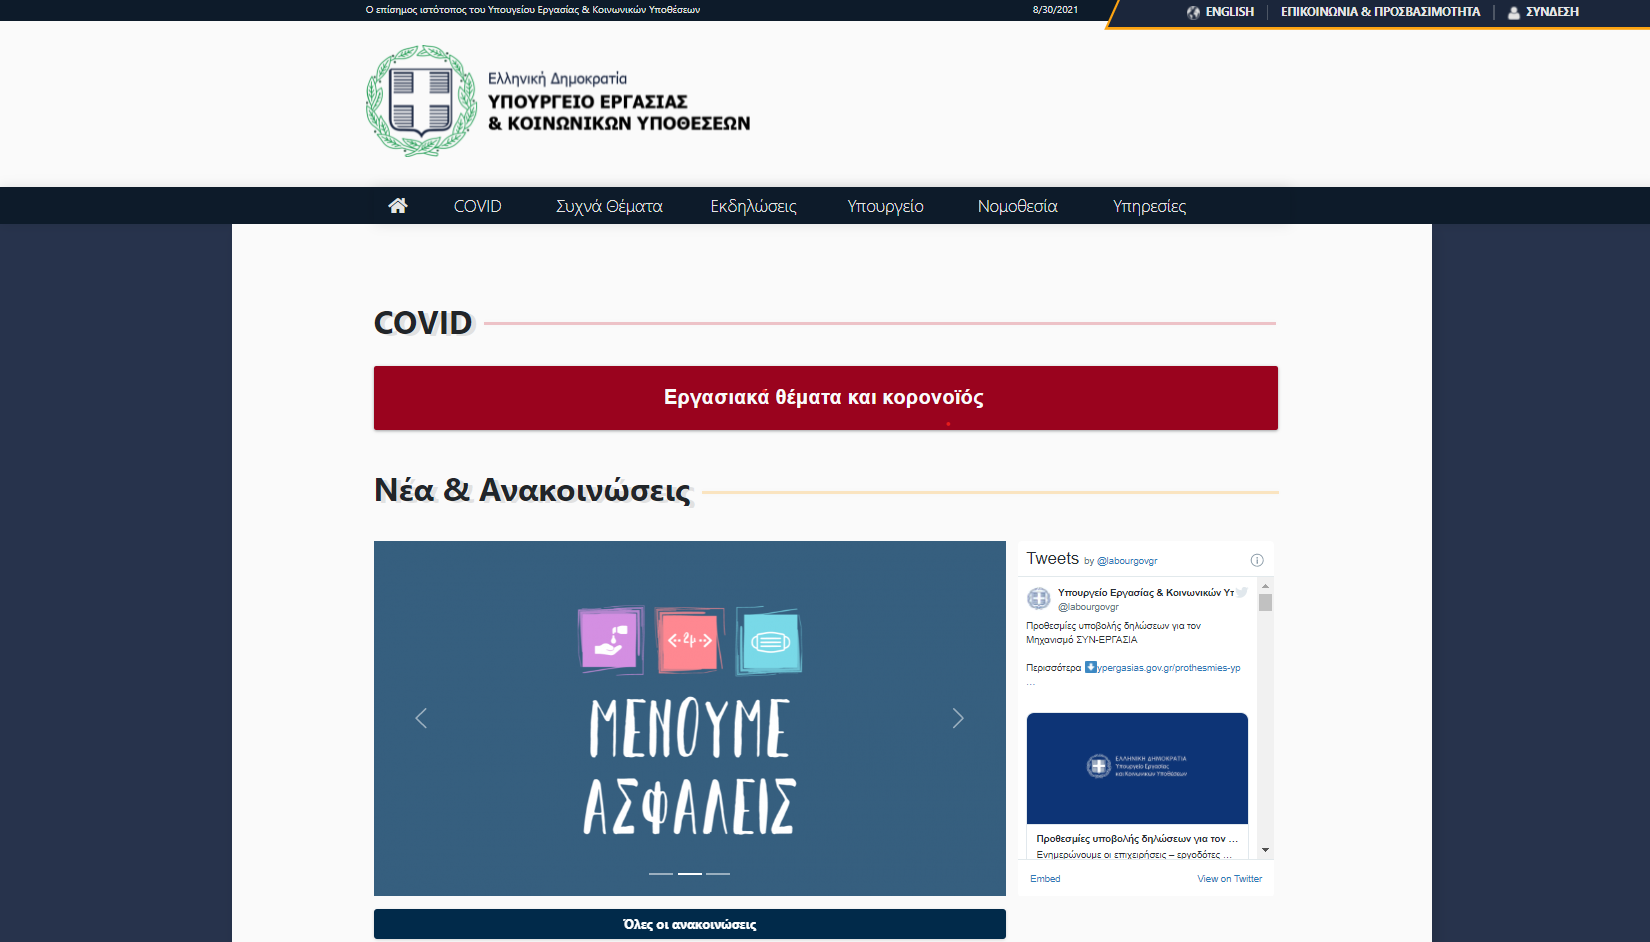 Ο επίσημος ιστότοπος του Υπουγείου Εργασίας & Κοινωνικών Υποθέσεων
8/30/2021
ENGLISH
ΕΠΙΚΟΙΝΩΝΙΑ & ΠΡΟΣΒΑΣΙΜΟΤΗΤΑ
ΣΥΝΔΕΣΗ
Ελληνική Δημοκρατία
ΥΠΟΥΡΓΕΙΟ ΕΡΓΑΣΙΑΣ
& ΚΟΙΝΩΝΙΚΩΝ ΥΠΟΘΕΣΕΩΝ
COVID
Συχνά Θέματα
Εκδηλώσεις
Υπουργείο
Νομοθεσία
Υπηρεσίες
COVID
Εργασιακά θέματα και κορονοϊός
Νέα & Ανακοινώσεις
<·2μ·>
ΜΕΝΟΥΜΕ
ΑΣΦΑΛΕΙΣ
Όλες οι ανακοινώσεις
Tweets by @labourgovgr
Υπουργείο Εργασίας & Κοινωνικών Υπ
@labourgovgr
Προθεσμίες υποβολής δηλώσεων για τον
Μηχανισμό ΣΥΝ-ΕΡΓΑΣΙΑ
Περισσότερα ⬇ypergasias.gov.gr/prothesmies-yp
…
ΕΛΛΗΝΙΚΗ ΔΗΜΟΚΡΑΤΙΑ
Υπουργείο Εργασίας
και Κοινωνικών Υποθέσεων
Προθεσμίες υποβολής δηλώσεων για τον …
Ενημερώνουμε οι επιχειρήσεις – εργοδότες …
Embed
View on Twitter